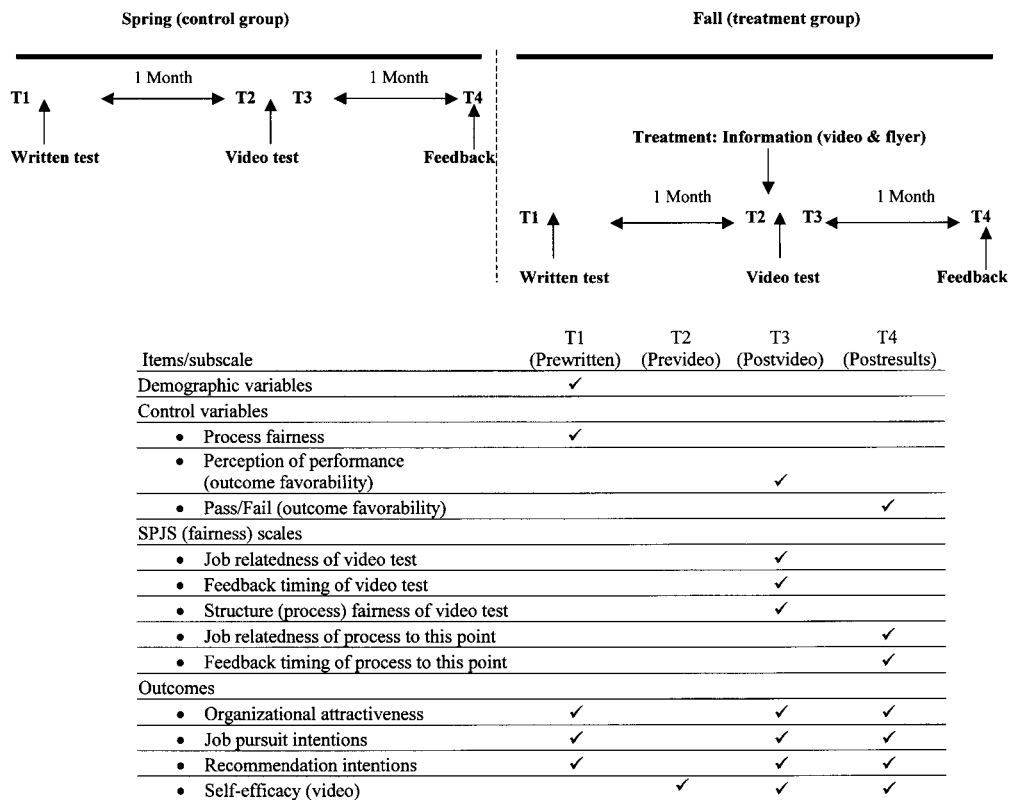 Spring (control group)
Fall (treatment group)
1 Month
1 Month
T1
T2
T3
T4
Written test
Video test
Feedback
Treatment: Information (video & flyer)
1 Month
1 Month
T1
T2
T3
T4
Written test
Video test
Feedback
T1 T2 T3 T4
Items/subscale (Prewritten) (Prevideo) (Postvideo) (Postresults)
Demographic variables ✓
Control variables
• Process fairness ✓
• Perception of performance
(outcome favorability) ✓
• Pass/Fail (outcome favorability) ✓
SPJS (fairness) scales
• Job relatedness of video test ✓
• Feedback timing of video test ✓
• Structure (process) fairness of video test ✓
• Job relatedness of process to this point ✓
• Feedback timing of process to this point ✓
Outcomes
• Organizational attractiveness ✓ ✓ ✓
• Job pursuit intentions ✓ ✓ ✓
• Recommendation intentions ✓ ✓ ✓
• Self-efficacy (video) ✓ ✓ ✓